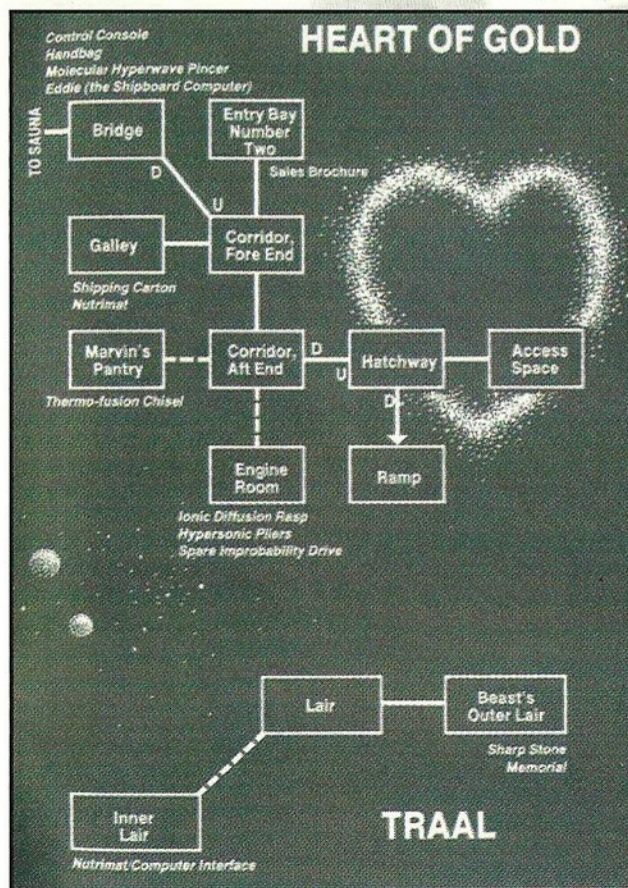 HEART OF GOLD
Control Console
Handbag
Molecular Hyperwave Pincer
Eddie (the Shipboard Computer)
TO SAUNA
Bridge
Entry Bay
Number
Two
D
Sales Brochure
U
Galley
Corridor,
Fore End
Shipping Carton
Nutrimat
Marvin's
Pantry
Corridor,
Aft End
D
U
Hatchway
Access
Space
Thermo-fusion Chisel
D
Engine
Room
Ramp
Ionic Diffusion Rasp
Hypersonic Pliers
Spare Improbability Drive
Lair
Beast's
Outer Lair
Sharp Stone
Memorial
Inner
Lair
TRAAL
Nutrimat/Computer Interface